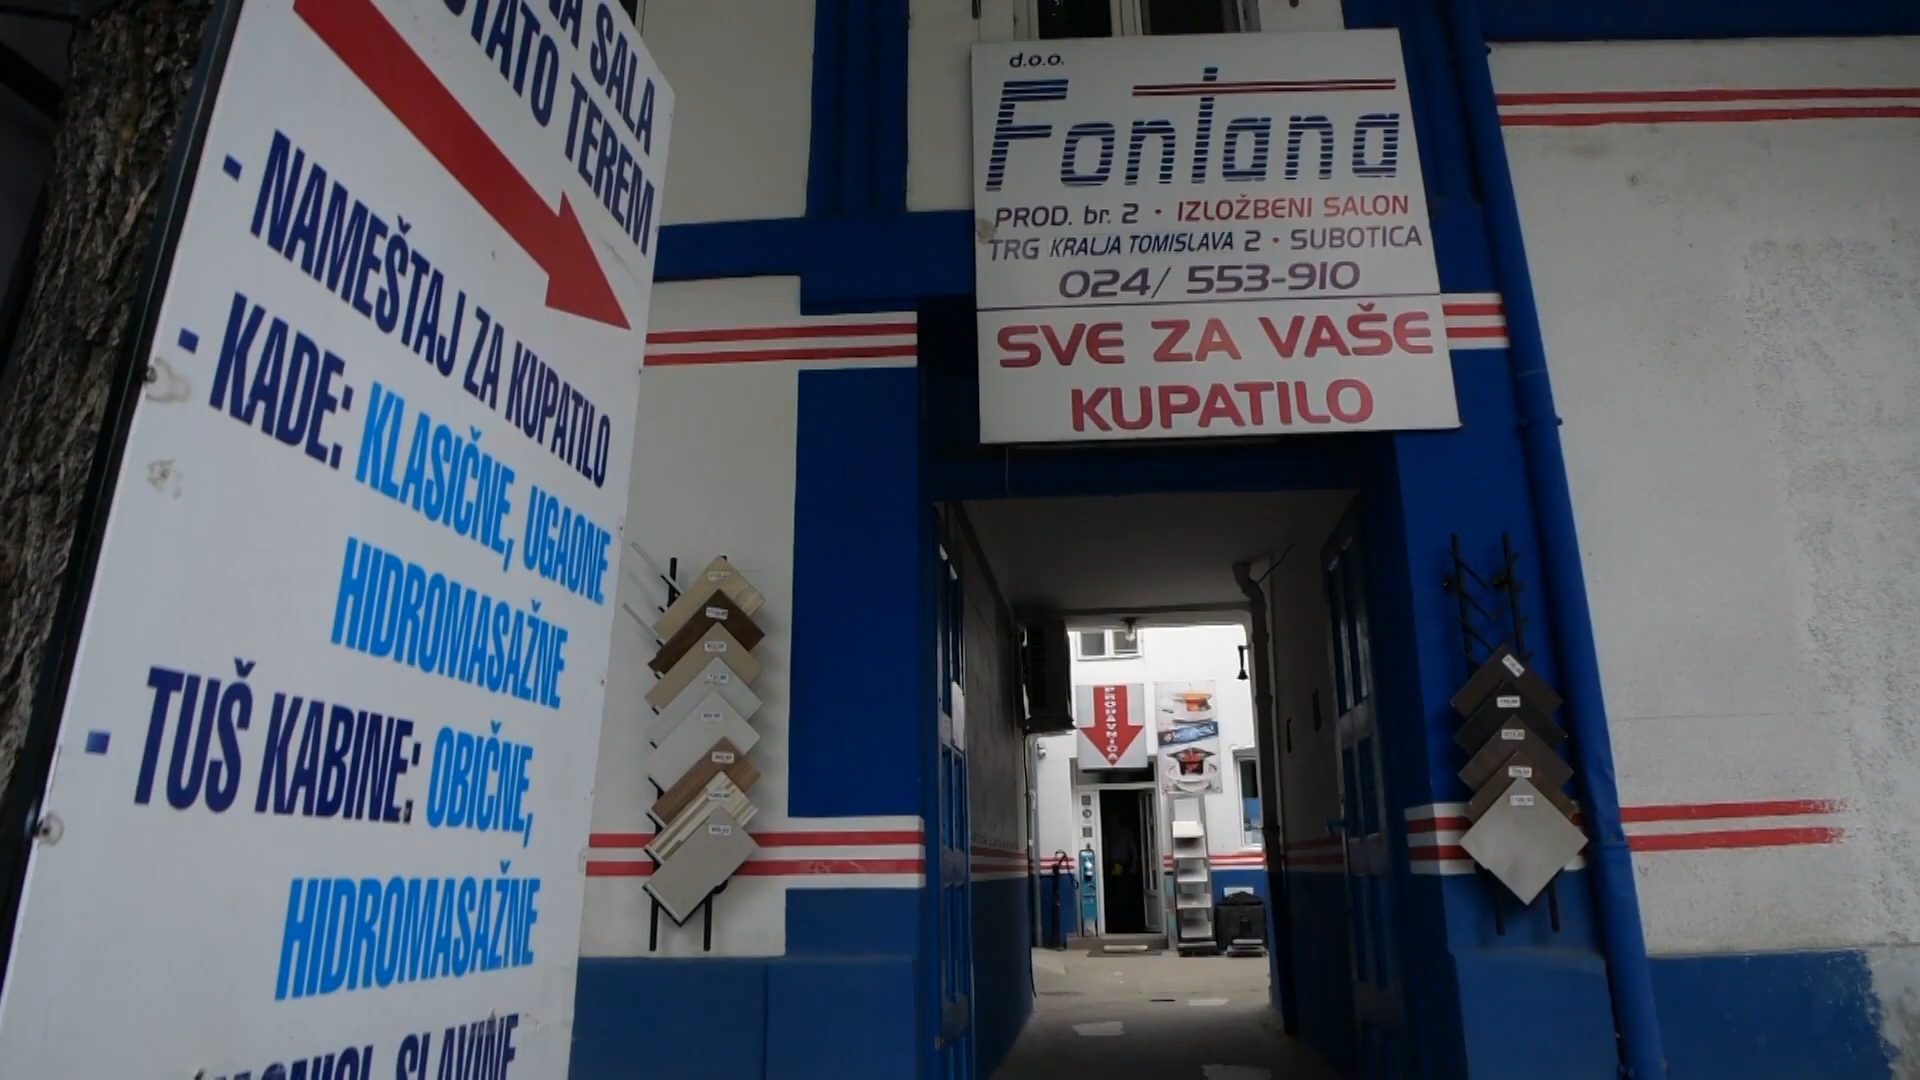 SALA
TEREM
- NAMEŠTAJ ZA KUPATILO
- KADE: KLASIČNE, UGAONE
HIDROMASAŽNE
- TUŠ KABINE: OBIČNE,
HIDROMASAŽNE
SLAVINE
d.o.o.
Fontana
PROD. br. 2 • IZLOŽBENI SALON
TRG KRALJA TOMISLAVA 2 • SUBOTICA
024/ 553-910
SVE ZA VAŠE
KUPATILO
PRODAVNICA